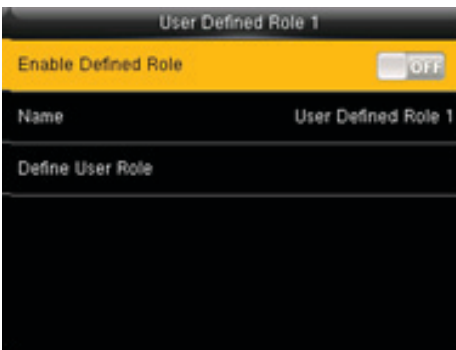 User Defined Role 1
Enable Defined Role OFF
Name User Defined Role 1
Define User Role